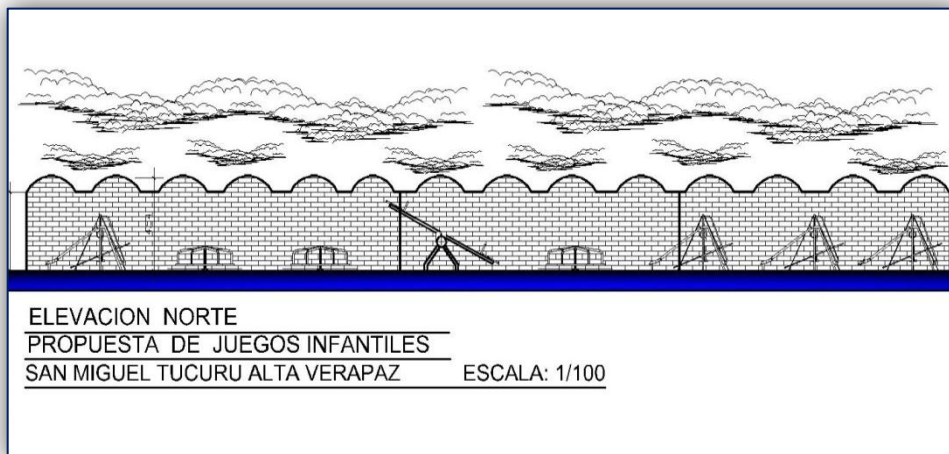 ELEVACION NORTE
PROPUESTA DE JUEGOS INFANTILES
SAN MIGUEL TUCURU ALTA VERAPAZ ESCALA: 1/100